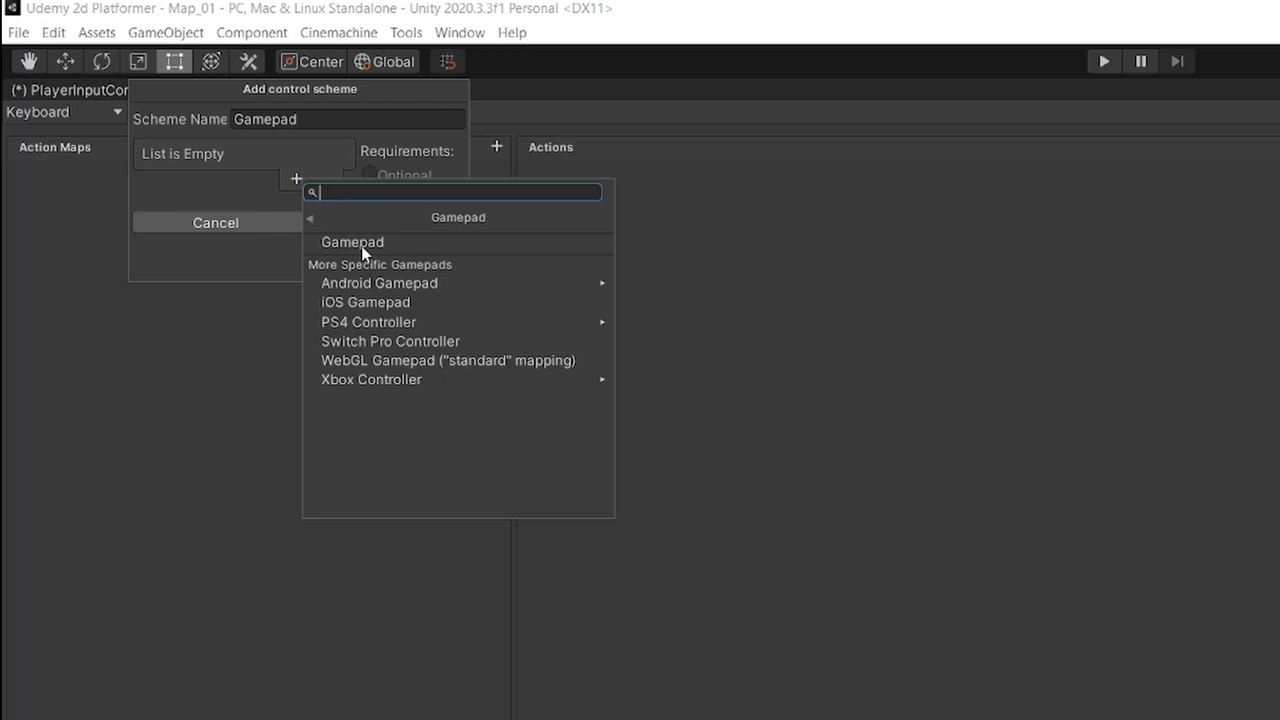 Udemy 2d Platformer - Map_01 - PC, Mac & Linux Standalone - Unity 2020.3.3f1 Personal <DX11>
File Edit Assets GameObject Component Cinemachine Tools Window Help
Center Global
(*) PlayerInputCor
Add control scheme
Keyboard
Scheme Name Gamepad
Action Maps
List is Empty
Requirements:
Optional
+
+
Actions
Cancel
Gamepad
Gamepad
More Specific Gamepads
Android Gamepad
iOS Gamepad
PS4 Controller
Switch Pro Controller
WebGL Gamepad ("standard" mapping)
Xbox Controller